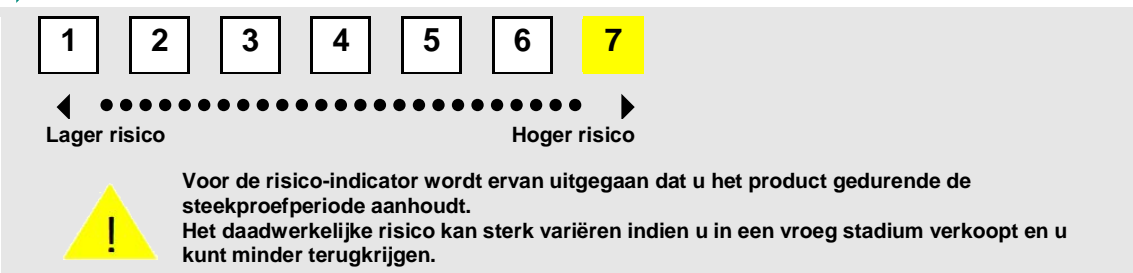 1 2 3 4 5 6 7
Lager risico Hoger risico
!
Voor de risico-indicator wordt ervan uitgegaan dat u het product gedurende de
steekproefperiode aanhoudt.
Het daadwerkelijke risico kan sterk variëren indien u in een vroeg stadium verkoopt en u
kunt minder terugkrijgen.